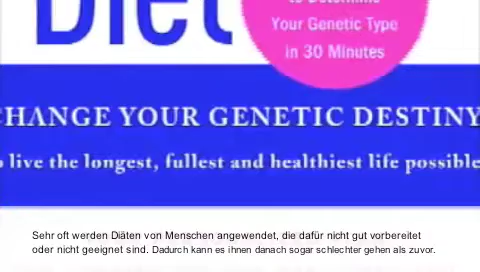 Diet
to Determine
Your Genetic Type
in 30 Minutes
CHANGE YOUR GENETIC DESTINY
o live the longest, fullest and healthiest life possible
Sehr oft werden Diäten von Menschen angewendet, die dafür nicht gut vorbereitet
oder nicht geeignet sind. Dadurch kann es ihnen danach sogar schlechter gehen als zuvor.